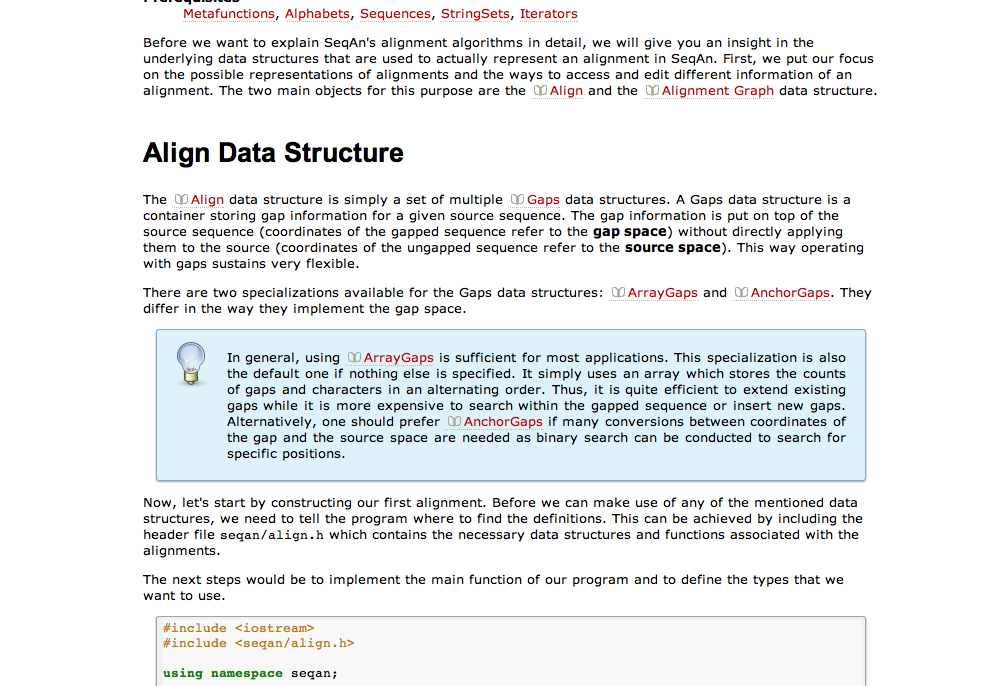 Prerequisites
Metafunctions, Alphabets, Sequences, StringSets, Iterators
Before we want to explain SeqAn's alignment algorithms in detail, we will give you an insight in the
underlying data structures that are used to actually represent an alignment in SeqAn. First, we put our focus
on the possible representations of alignments and the ways to access and edit different information of an
alignment. The two main objects for this purpose are the Align and the Alignment Graph data structure.
Align Data Structure
The Align data structure is simply a set of multiple Gaps data structures. A Gaps data structure is a
container storing gap information for a given source sequence. The gap information is put on top of the
source sequence (coordinates of the gapped sequence refer to the gap space) without directly applying
them to the source (coordinates of the ungapped sequence refer to the source space). This way operating
with gaps sustains very flexible.
There are two specializations available for the Gaps data structures: ArrayGaps and AnchorGaps. They
differ in the way they implement the gap space.
In general, using ArrayGaps is sufficient for most applications. This specialization is also
the default one if nothing else is specified. It simply uses an array which stores the counts
of gaps and characters in an alternating order. Thus, it is quite efficient to extend existing
gaps while it is more expensive to search within the gapped sequence or insert new gaps.
Alternatively, one should prefer AnchorGaps if many conversions between coordinates of
the gap and the source space are needed as binary search can be conducted to search for
specific positions.
Now, let's start by constructing our first alignment. Before we can make use of any of the mentioned data
structures, we need to tell the program where to find the definitions. This can be achieved by including the
header file seqan/align.h which contains the necessary data structures and functions associated with the
alignments.
The next steps would be to implement the main function of our program and to define the types that we
want to use.
#include <iostream>
#include <seqan/align.h>
using namespace seqan;